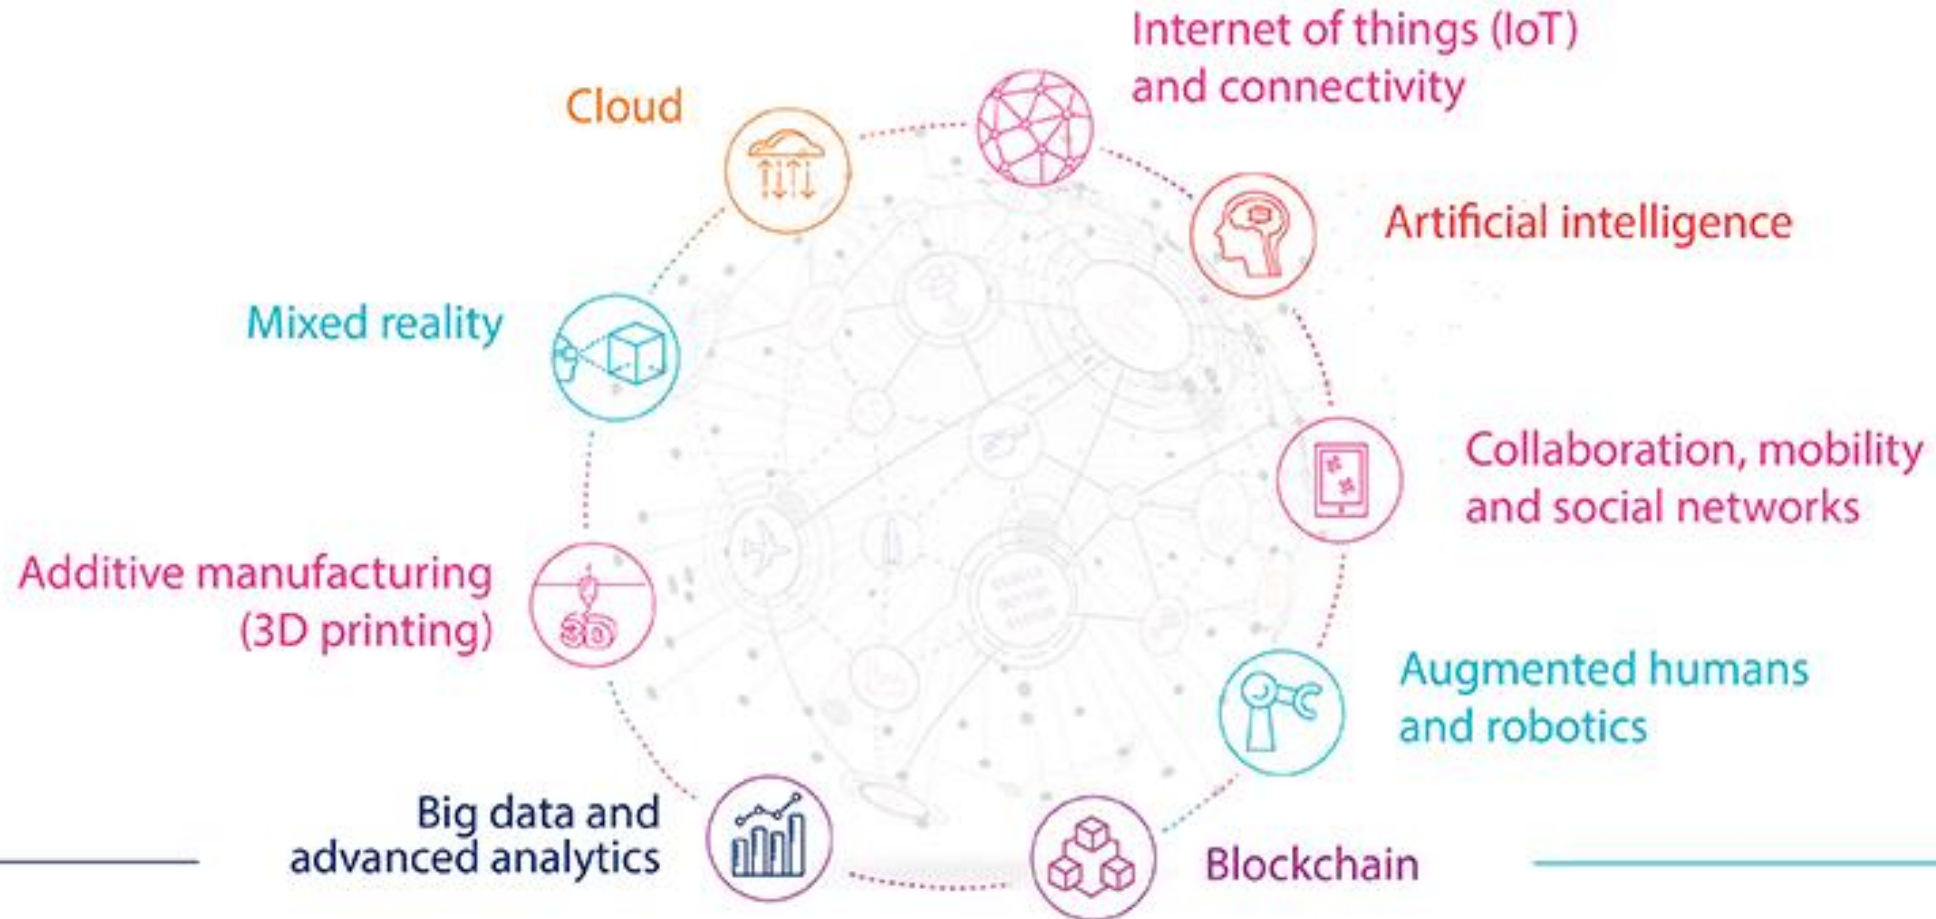 Internet of things (IoT)
and connectivity
Cloud
Artificial intelligence
Mixed reality
Collaboration, mobility
and social networks
Additive manufacturing
(3D printing)
3D
Augmented humans
and robotics
Big data and
advanced analytics
Blockchain